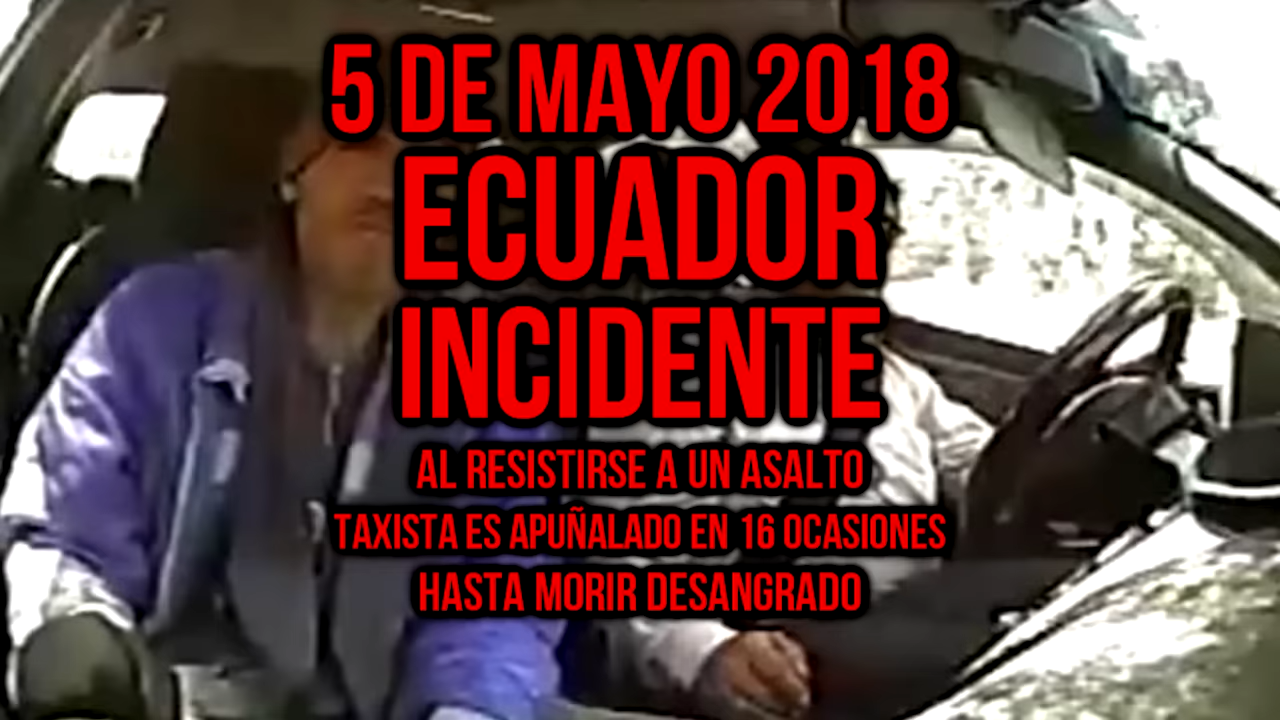 5 DE MAYO 2018
ECUADOR
INCIDENTE
AL RESISTIRSE A UN ASALTO
TAXISTA ES APUÑALADO EN 16 OCASIONES
HASTA MORIR DESANGRADO